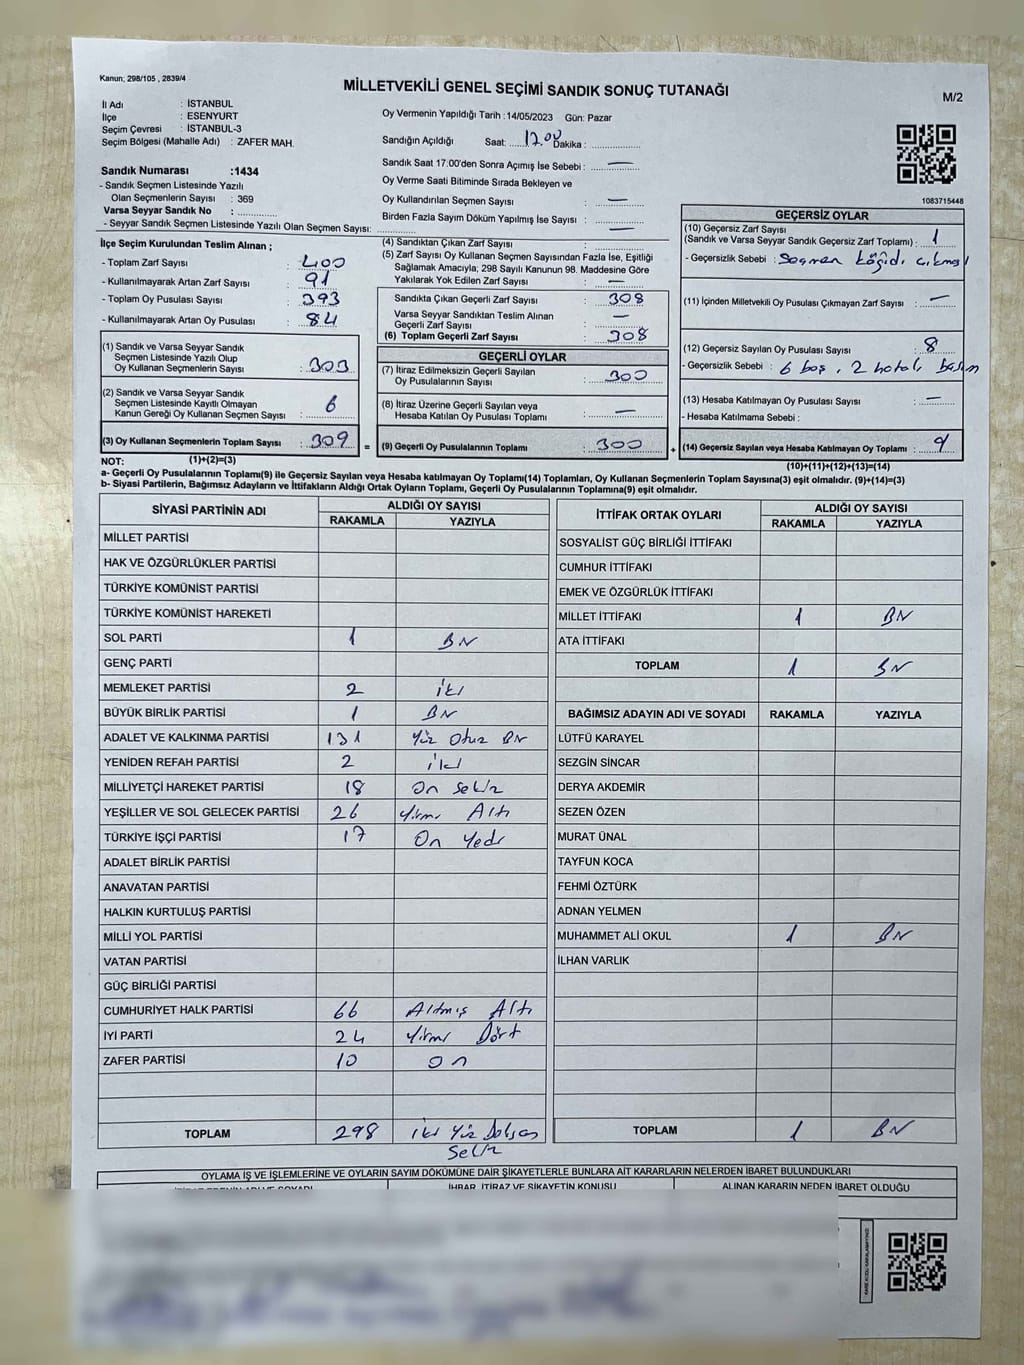 Kanun; 298/105 , 2839/4
MİLLETVEKİLİ GENEL SEÇİMİ SANDIK SONUÇ TUTANAĞI
M/2
İl Adı : İSTANBUL
İlçe : ESENYURT
Seçim Çevresi : İSTANBUL-3
Seçim Bölgesi (Mahalle Adı) : ZAFER MAH.
Sandık Numarası :1434
- Sandık Seçmen Listesinde Yazılı
Olan Seçmenlerin Sayısı : 369
Varsa Seyyar Sandık No :
- Seyyar Sandık Seçmen Listesinde Yazılı Olan Seçmen Sayısı:
Oy Vermenin Yapıldığı Tarih :14/05/2023 Gün: Pazar
Sandığın Açıldığı Saat: 17.00 Dakika :
Sandık Saat 17:00'den Sonra Açımış İse Sebebi : —
Oy Verme Saati Bitiminde Sırada Bekleyen ve
Oy Kullandırılan Seçmen Sayısı : —
Birden Fazla Sayım Döküm Yapılmış İse Sayısı : —
1083715448
İlçe Seçim Kurulundan Teslim Alınan ;
- Toplam Zarf Sayısı : 400
- Kullanılmayarak Artan Zarf Sayısı : 91
- Toplam Oy Pusulası Sayısı : 393
- Kullanılmayarak Artan Oy Pusulası : 84
(4) Sandıktan Çıkan Zarf Sayısı :
(5) Zarf Sayısı Oy Kullanan Seçmen Sayısından Fazla İse, Eşitliği
Sağlamak Amacıyla; 298 Sayılı Kanunun 98. Maddesine Göre
Yakılarak Yok Edilen Zarf Sayısı : —
Sandıkta Çıkan Geçerli Zarf Sayısı : 308
Varsa Seyyar Sandıktan Teslim Alınan
Geçerli Zarf Sayısı : —
(6) Toplam Geçerli Zarf Sayısı : 308
GEÇERSİZ OYLAR
(10) Geçersiz Zarf Sayısı
(Sandık ve Varsa Seyyar Sandık Geçersiz Zarf Toplamı) : 1
- Geçersizlik Sebebi : Seçmen kağıdı çıkması
(11) İçinden Milletvekili Oy Pusulası Çıkmayan Zarf Sayısı : —
(12) Geçersiz Sayılan Oy Pusulası Sayısı : 8
- Geçersizlik Sebebi : 6 boş, 2 hatalı basım
(13) Hesaba Katılmayan Oy Pusulası Sayısı : —
- Hesaba Katılmama Sebebi :
(14) Geçersiz Sayılan veya Hesaba Katılmayan Oy Toplamı : 9
(10)+(11)+(12)+(13)=(14)
(1) Sandık ve Varsa Seyyar Sandık
Seçmen Listesinde Yazılı Olup
Oy Kullanan Seçmenlerin Sayısı : 303
(2) Sandık ve Varsa Seyyar Sandık
Seçmen Listesinde Kayıtlı Olmayan
Kanun Gereği Oy Kullanan Seçmen Sayısı : 6
(3) Oy Kullanan Seçmenlerin Toplam Sayısı : 309
=
(1)+(2)=(3)
GEÇERLİ OYLAR
(7) İtiraz Edilmeksizin Geçerli Sayılan
Oy Pusulalarının Sayısı : 300
(8) İtiraz Üzerine Geçerli Sayılan veya
Hesaba Katılan Oy Pusulası Toplamı : —
(9) Geçerli Oy Pusulalarının Toplamı : 300
+
NOT:
a- Geçerli Oy Pusulalarının Toplamı(9) ile Geçersiz Sayılan veya Hesaba katılmayan Oy Toplamı(14) Toplamları, Oy Kullanan Seçmenlerin Toplam Sayısına(3) eşit olmalıdır. (9)+(14)=(3)
b- Siyasi Partilerin, Bağımsız Adayların ve İttifakların Aldığı Ortak Oyların Toplamı, Geçerli Oy Pusulalarının Toplamına(9) eşit olmalıdır.
SİYASİ PARTİNİN ADI ALDIĞI OY SAYISI
RAKAMLA YAZIYLA
MİLLET PARTİSİ
HAK VE ÖZGÜRLÜKLER PARTİSİ
TÜRKİYE KOMÜNİST PARTİSİ
TÜRKİYE KOMÜNİST HAREKETİ
SOL PARTİ 1 BİR
GENÇ PARTİ
MEMLEKET PARTİSİ 2 iki
BÜYÜK BİRLİK PARTİSİ 1 BİR
ADALET VE KALKINMA PARTİSİ 131 Yüz Otuz BİR
YENİDEN REFAH PARTİSİ 2 iki
MİLLİYETÇİ HAREKET PARTİSİ 18 On Sekiz
YEŞİLLER VE SOL GELECEK PARTİSİ 26 Yirmi Altı
TÜRKİYE İŞÇİ PARTİSİ 17 On Yedi
ADALET BİRLİK PARTİSİ
ANAVATAN PARTİSİ
HALKIN KURTULUŞ PARTİSİ
MİLLİ YOL PARTİSİ
VATAN PARTİSİ
GÜÇ BİRLİĞİ PARTİSİ
CUMHURİYET HALK PARTİSİ 66 Altmış Altı
İYİ PARTİ 24 Yirmi Dört
ZAFER PARTİSİ 10 On
TOPLAM 298 iki Yüz Doksan
Sekiz
İTTİFAK ORTAK OYLARI ALDIĞI OY SAYISI
RAKAMLA YAZIYLA
SOSYALİST GÜÇ BİRLİĞİ İTTİFAKI
CUMHUR İTTİFAKI
EMEK VE ÖZGÜRLÜK İTTİFAKI
MİLLET İTTİFAKI 1 BİR
ATA İTTİFAKI
TOPLAM 1 BİR
BAĞIMSIZ ADAYIN ADI VE SOYADI RAKAMLA YAZIYLA
LÜTFÜ KARAYEL
SEZGİN SİNCAR
DERYA AKDEMİR
SEZEN ÖZEN
MURAT ÜNAL
TAYFUN KOCA
FEHMİ ÖZTÜRK
ADNAN YELMEN
MUHAMMET ALİ OKUL 1 BİR
İLHAN VARLIK
TOPLAM 1 BİR
OYLAMA İŞ VE İŞLEMLERİNE VE OYLARIN SAYIM DÖKÜMÜNE DAİR ŞİKAYETLERLE BUNLARA AİT KARARLARIN NELERDEN İBARET BULUNDUKLARI
İHBAR, İTİRAZ VE ŞİKAYETİN KONUSU ALINAN KARARIN NEDEN İBARET OLDUĞU